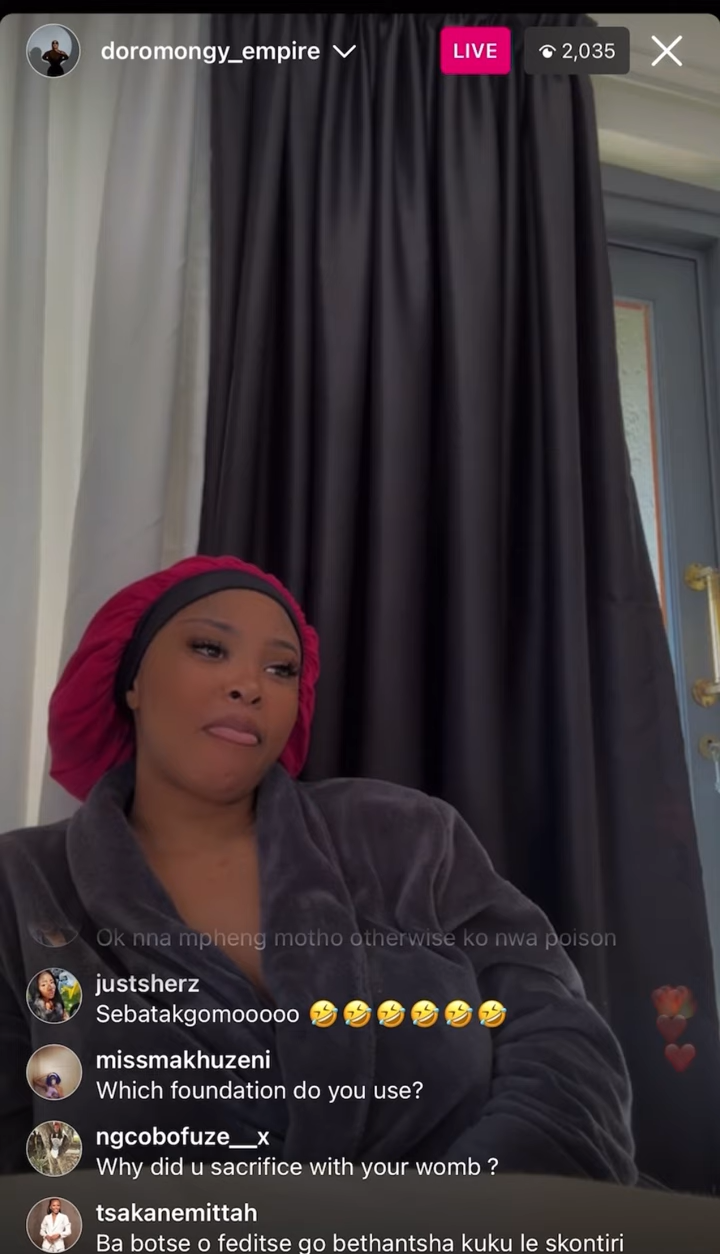 doromongy_empire
LIVE
2,035
Ok nna mpheng motho otherwise ko nwa poison
justsherz
Sebatakgomooooo 🤣🤣🤣🤣🤣🤣
missmakhuzeni
Which foundation do you use?
ngcobofuze__x
Why did u sacrifice with your womb ?
tsakanemittah
Ba botse o feditse go bethantsha kuku le skontiri